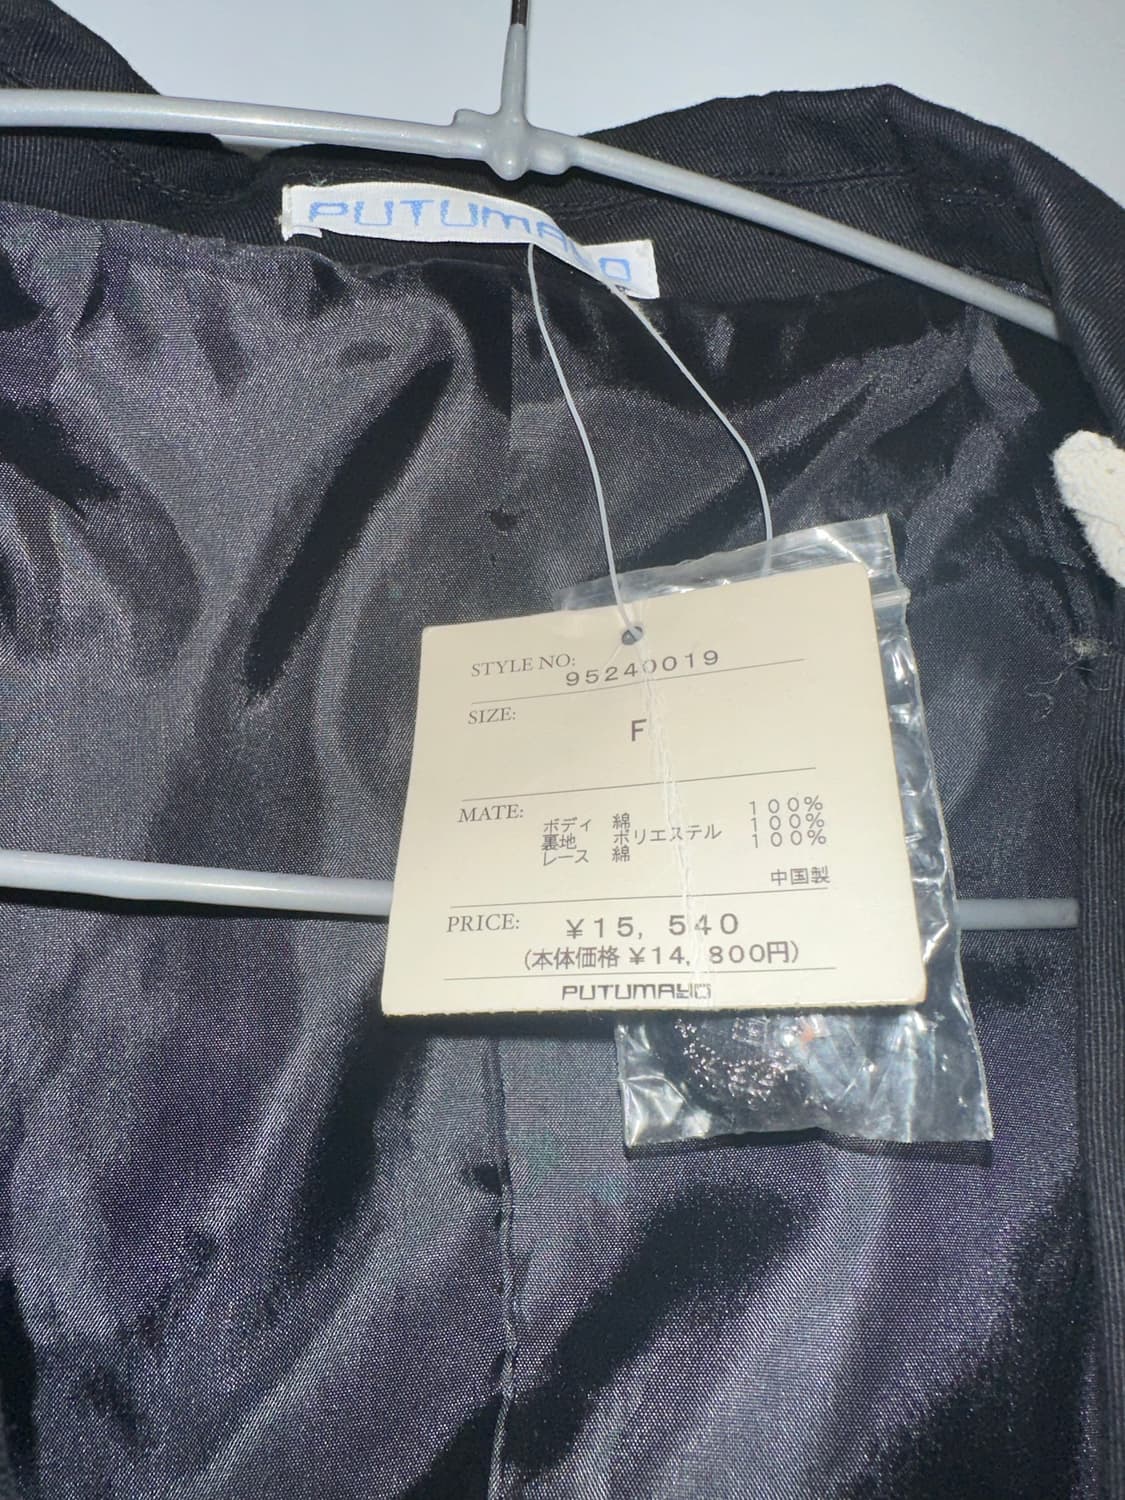 PUTUMAYO
STYLE NO: 95240019
SIZE: F
MATE: ボディ 綿 100%
裏地 ポリエステル 100%
レース 綿 100%
中国製
PRICE: ¥15,540
(本体価格 ¥14,800円)
PUTUMAYO